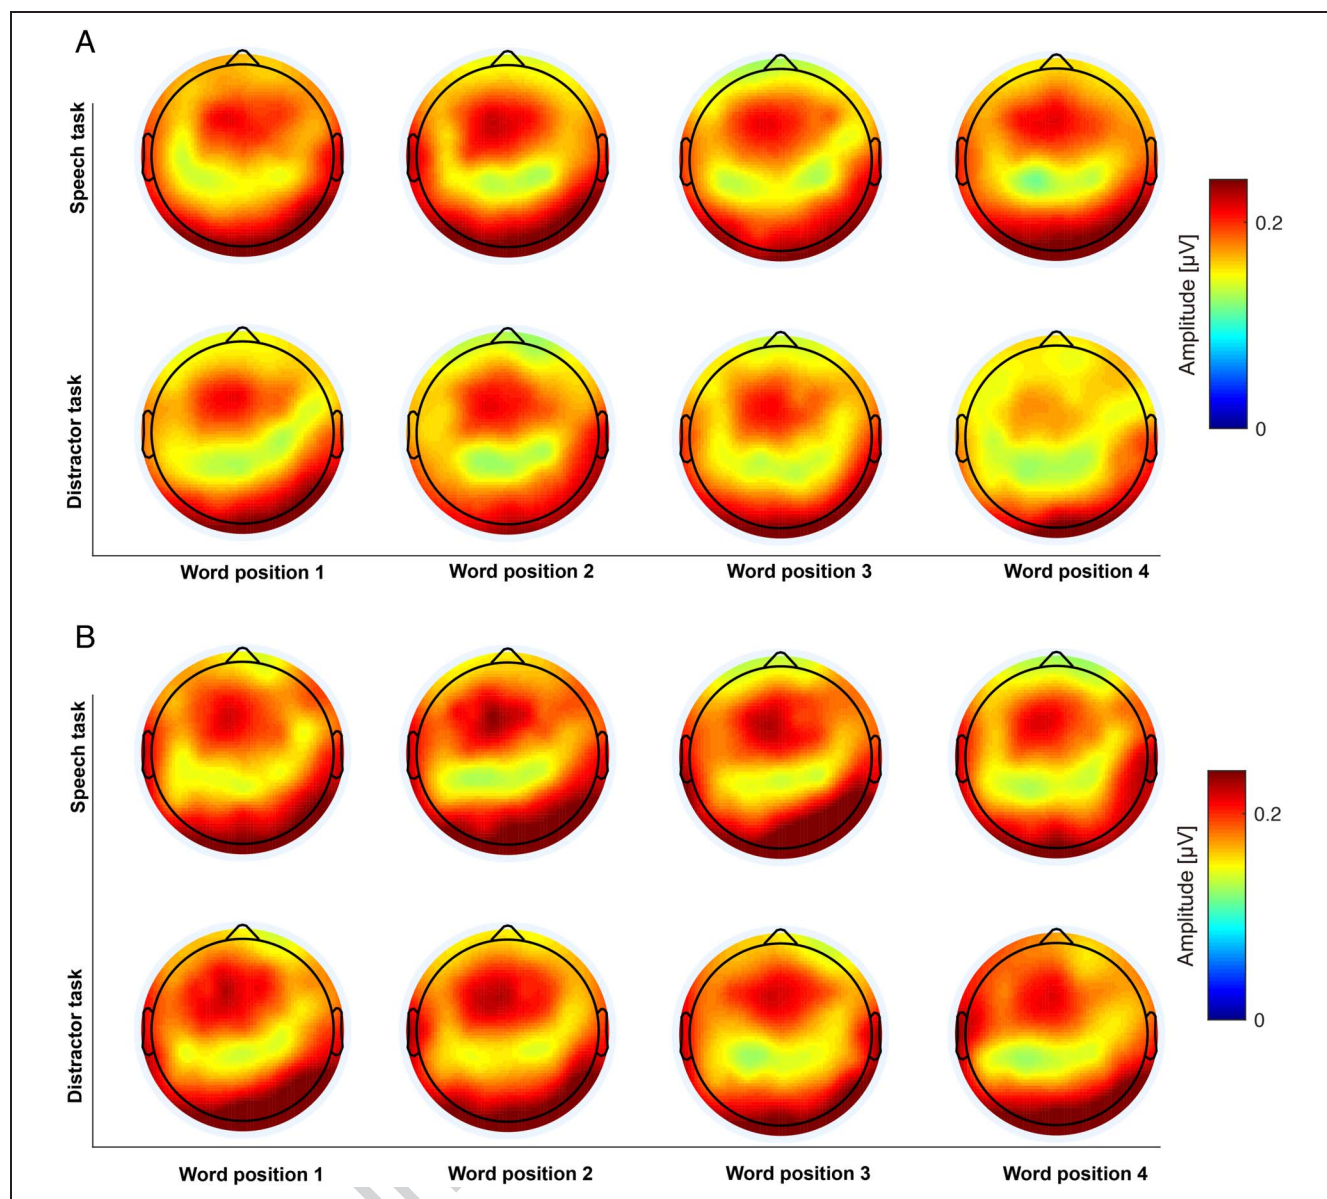 A
Speech task
Distractor task
Word position 1
Word position 2
Word position 3
Word position 4
0.2
0
Amplitude [µV]
B
Speech task
Distractor task
Word position 1
Word position 2
Word position 3
Word position 4
0.2
0
Amplitude [µV]